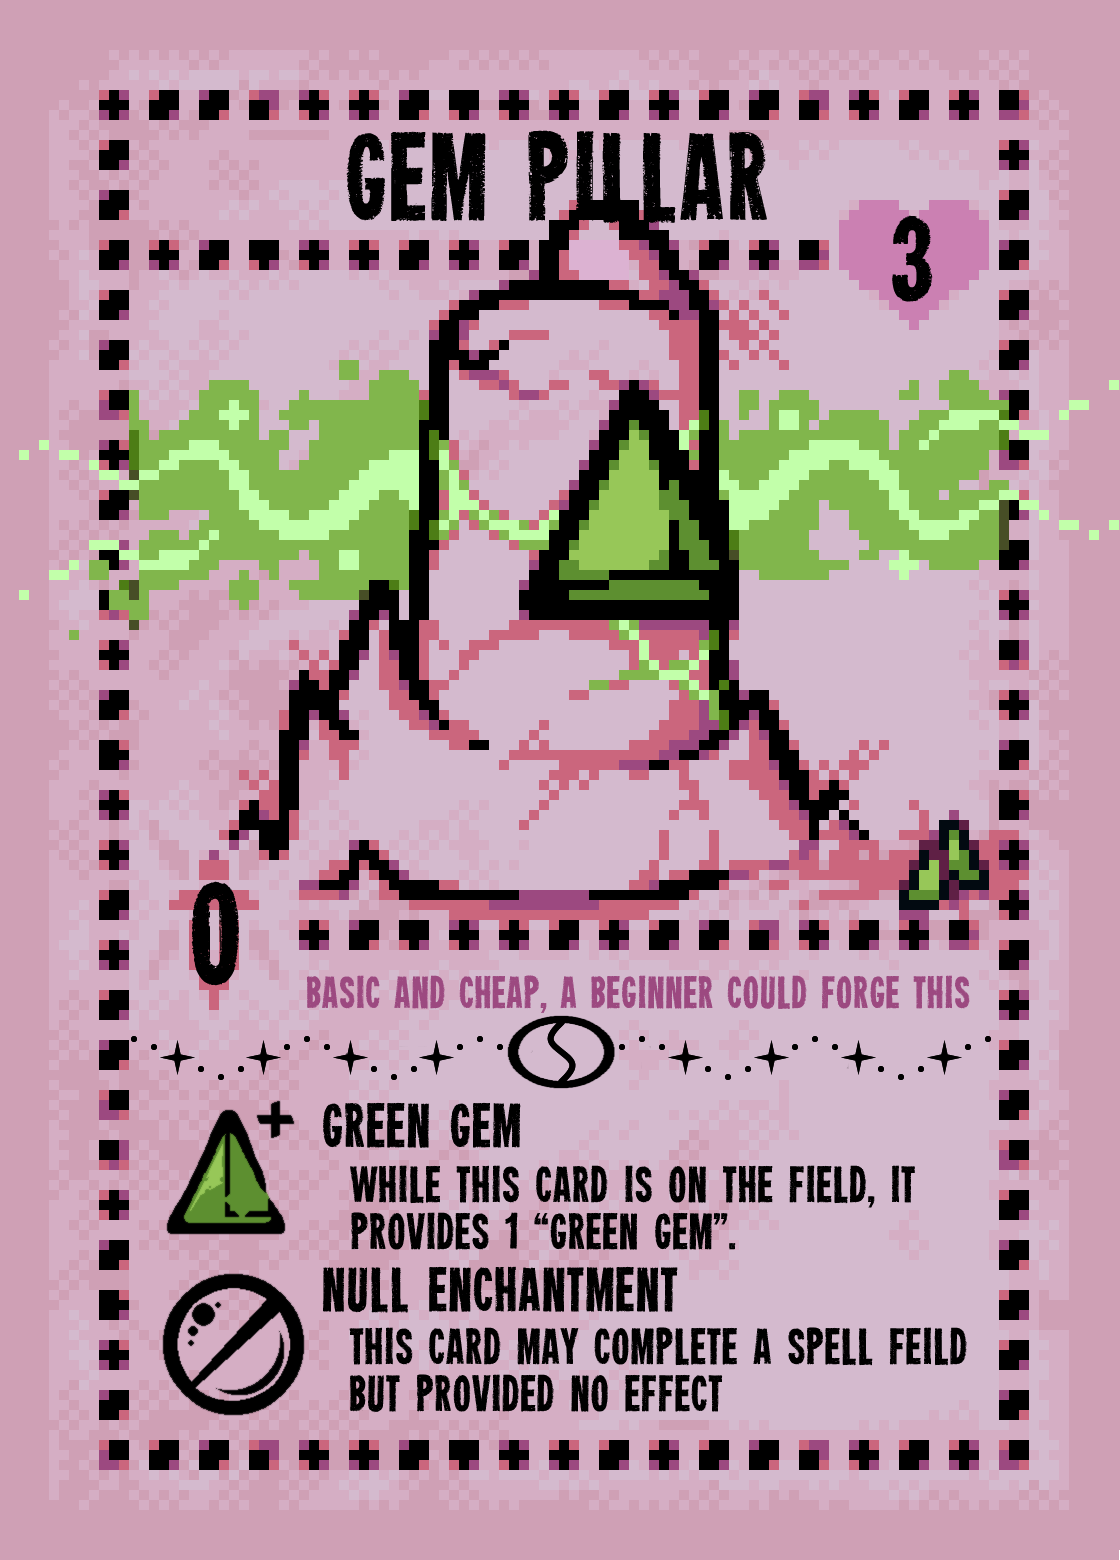 GEM PILLAR
3
0
BASIC AND CHEAP, A BEGINNER COULD FORGE THIS
GREEN GEM
WHILE THIS CARD IS ON THE FIELD, IT
PROVIDES 1 “GREEN GEM”.
NULL ENCHANTMENT
THIS CARD MAY COMPLETE A SPELL FEILD
BUT PROVIDED NO EFFECT